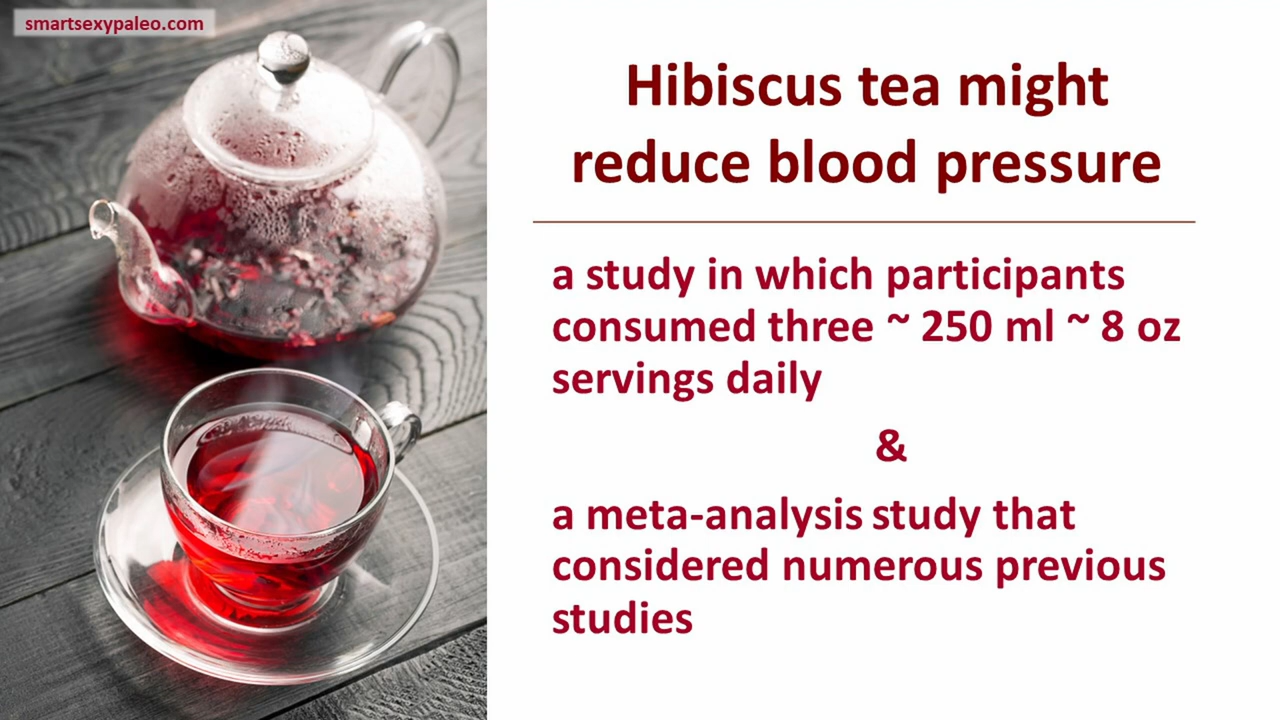 smartsexypaleo.com
Hibiscus tea might
reduce blood pressure
a study in which participants
consumed three ~ 250 ml ~ 8 oz
servings daily
&
a meta-analysis study that
considered numerous previous
studies